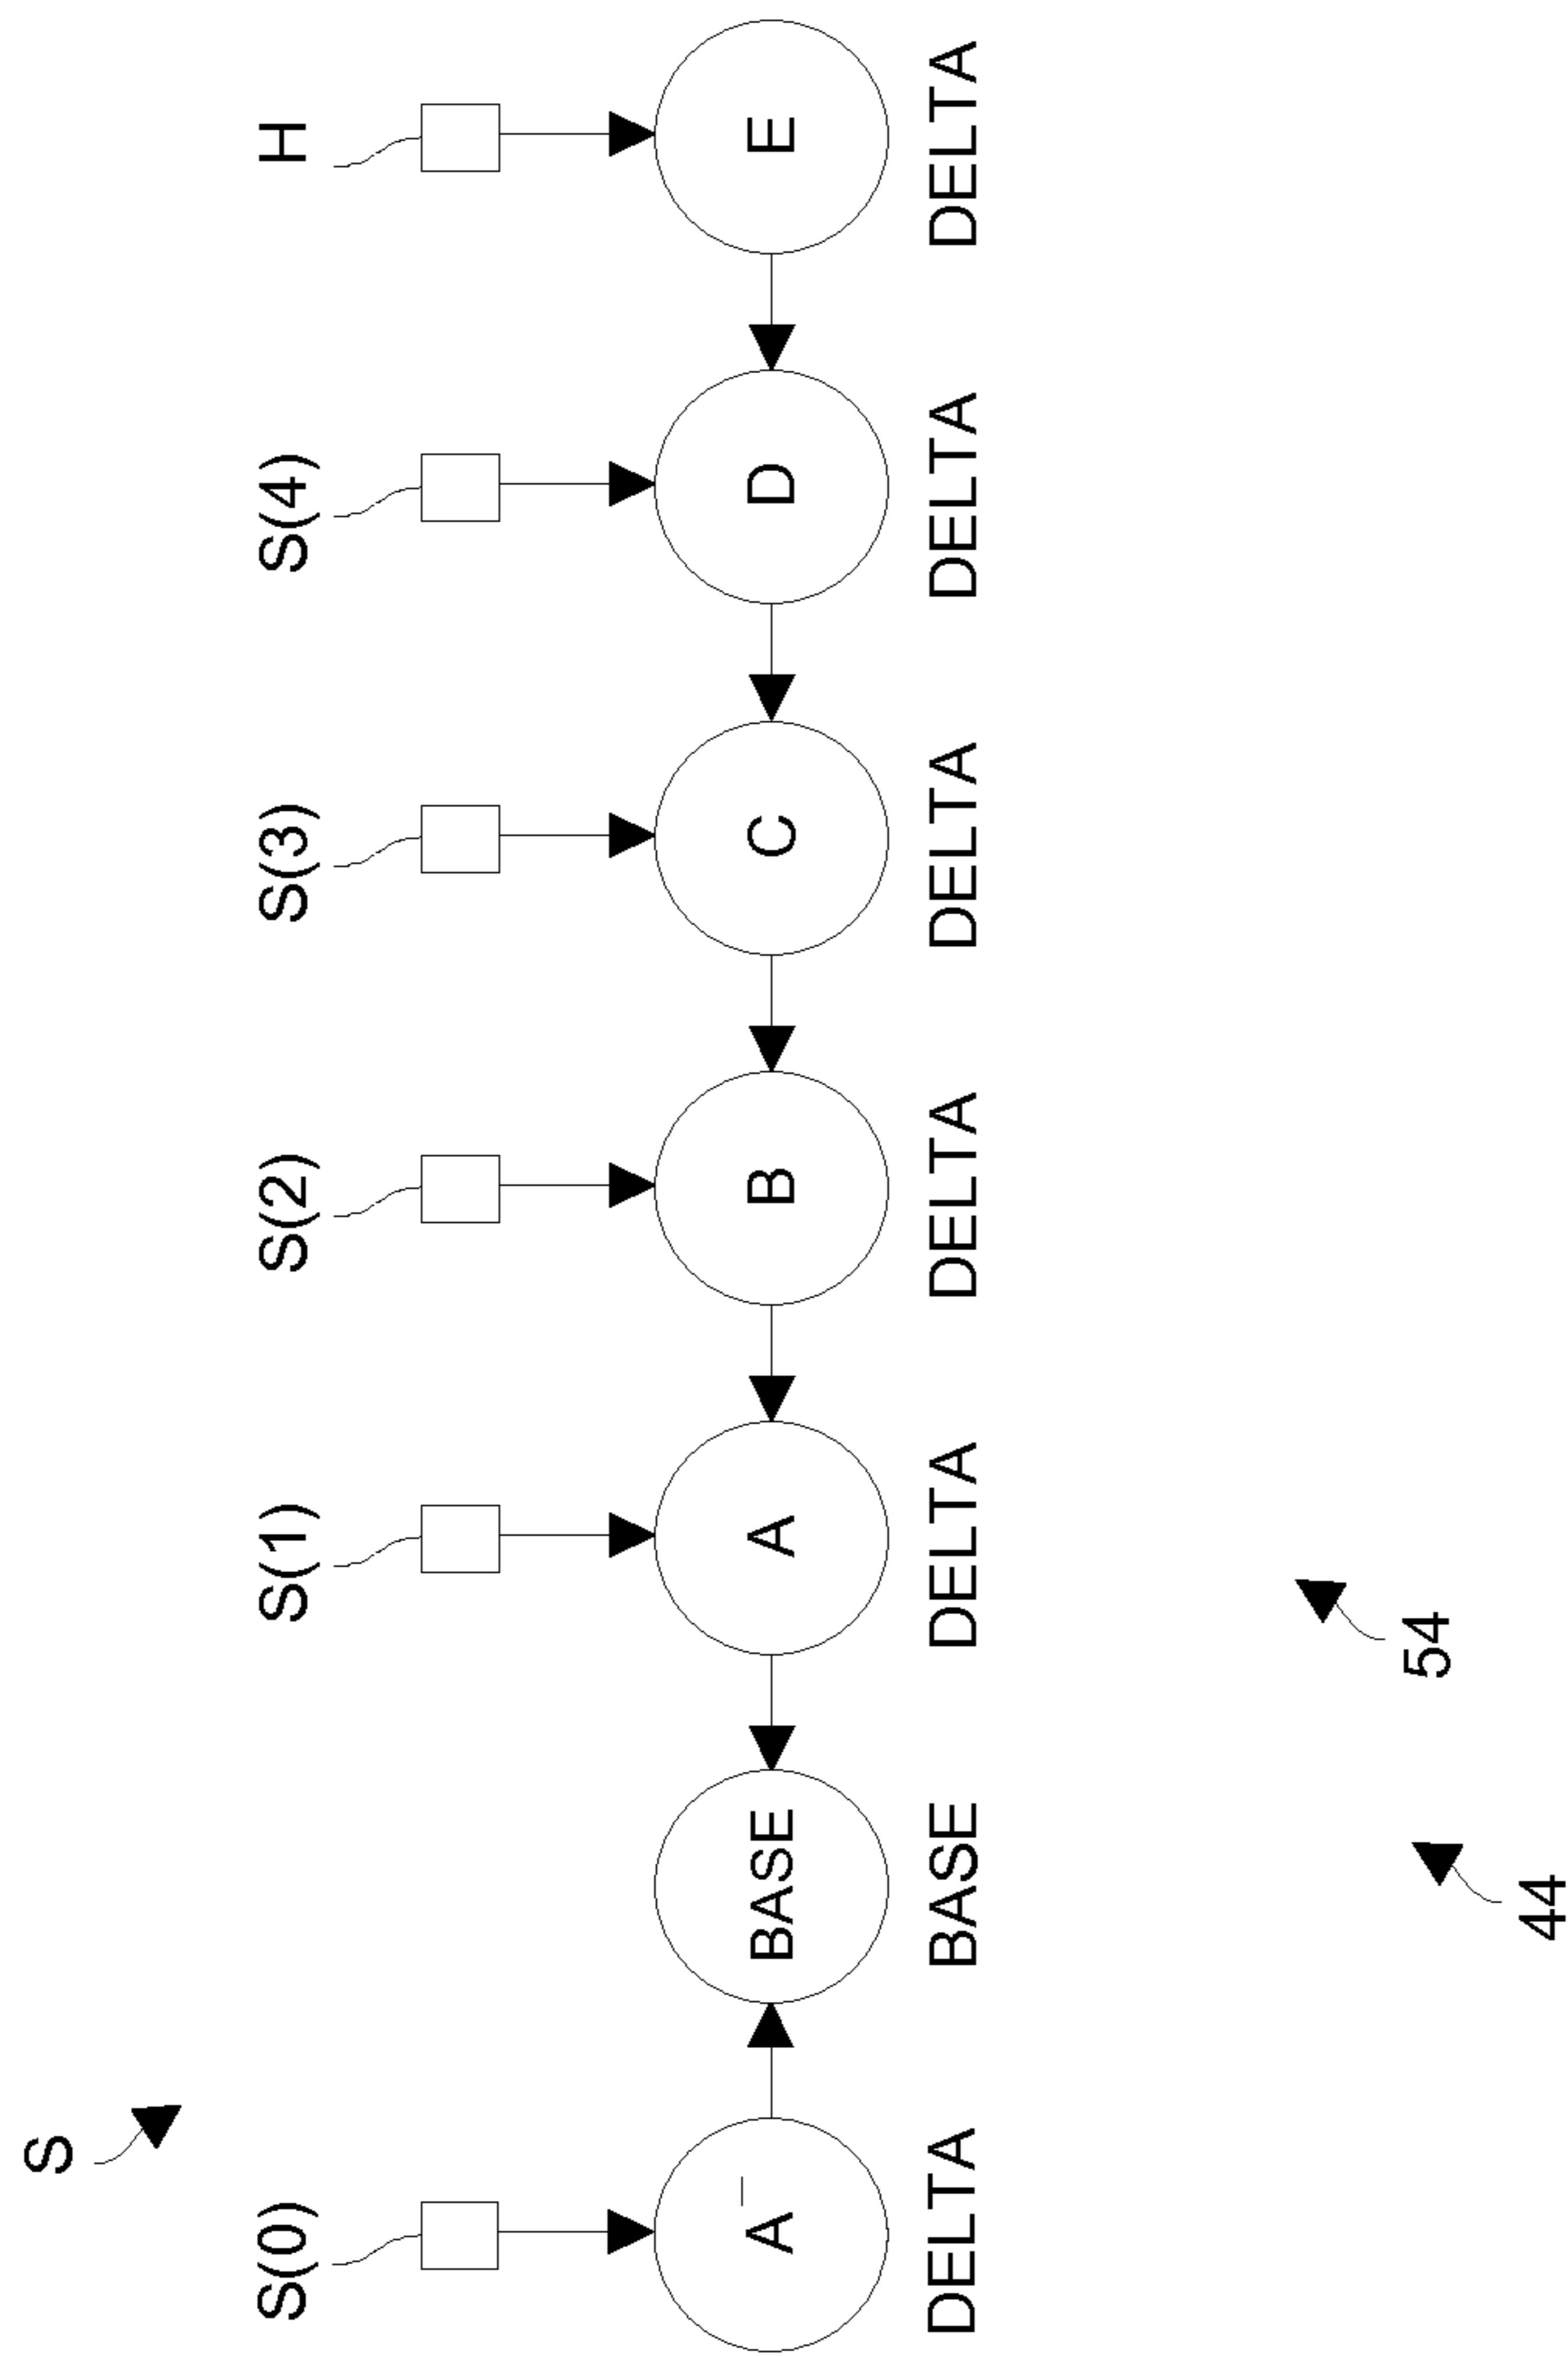 S
S(0) S(1) S(2) S(3) S(4) H
A¯ BASE A B C D E
DELTA BASE DELTA DELTA DELTA DELTA DELTA
54
44